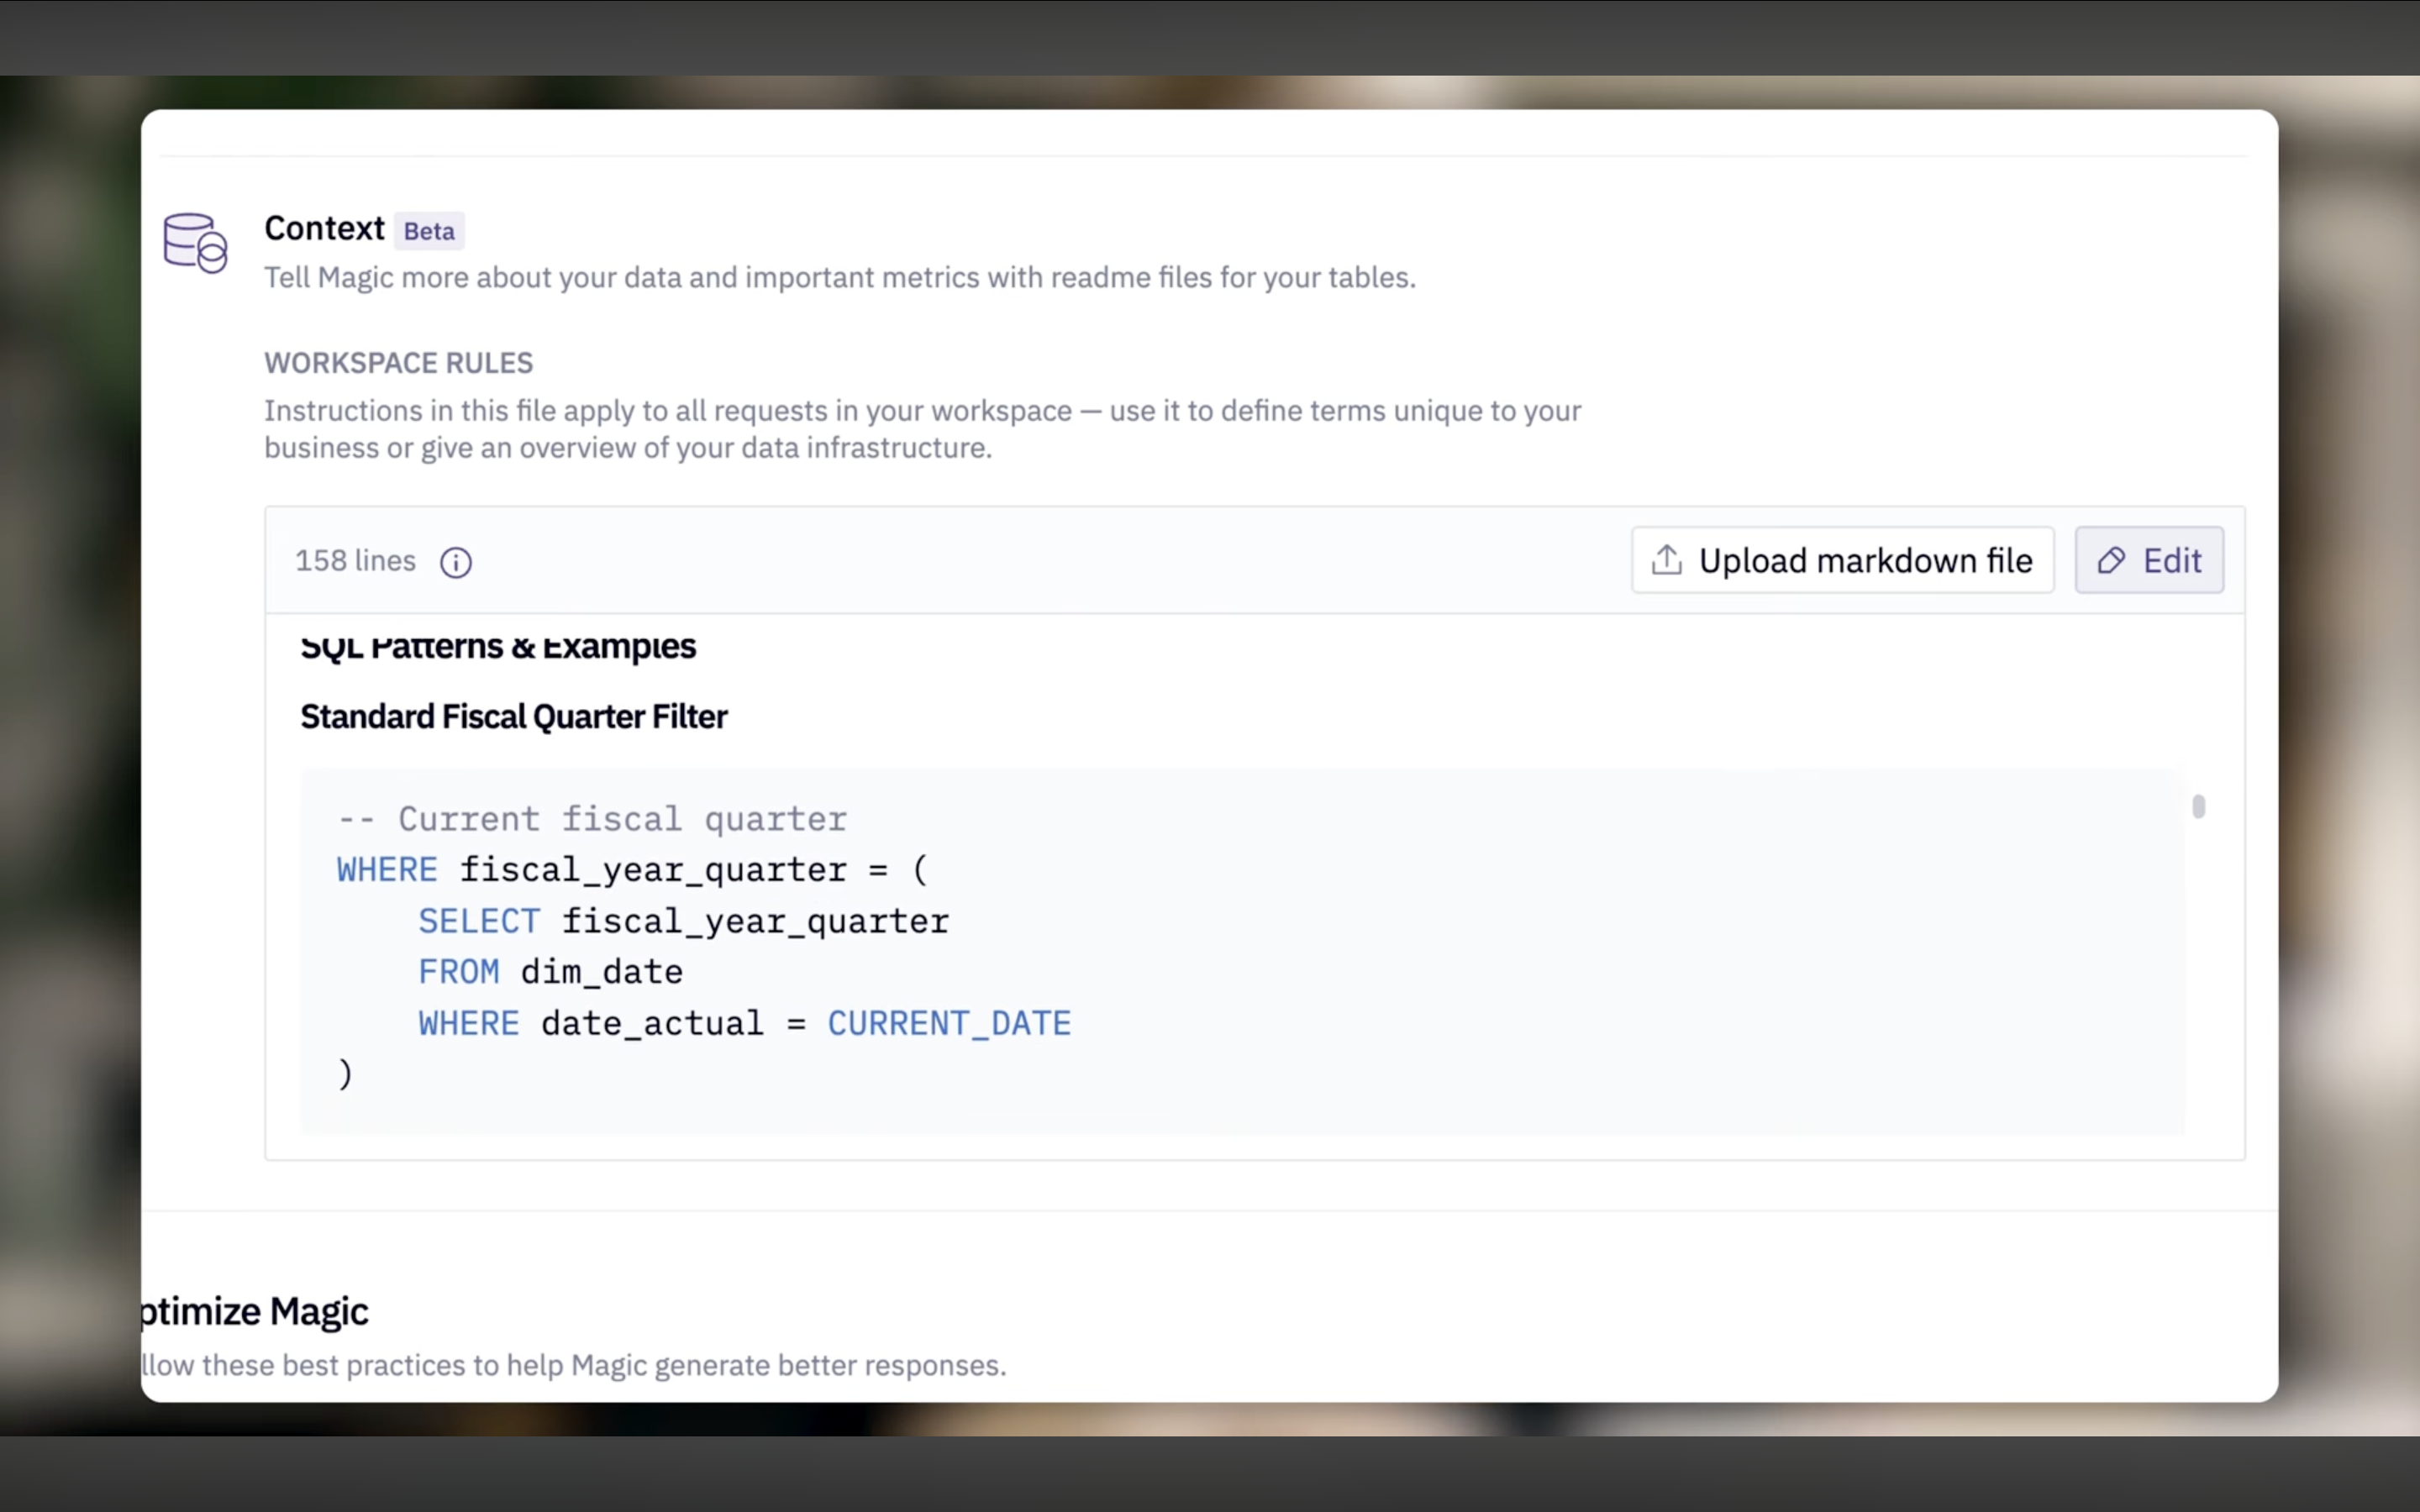 Context Beta
Tell Magic more about your data and important metrics with readme files for your tables.
WORKSPACE RULES
Instructions in this file apply to all requests in your workspace — use it to define terms unique to your
business or give an overview of your data infrastructure.
158 lines
Upload markdown file
Edit
SQL Patterns & Examples
Standard Fiscal Quarter Filter
-- Current fiscal quarter
WHERE fiscal_year_quarter = (
SELECT fiscal_year_quarter
FROM dim_date
WHERE date_actual = CURRENT_DATE
)
ptimize Magic
llow these best practices to help Magic generate better responses.